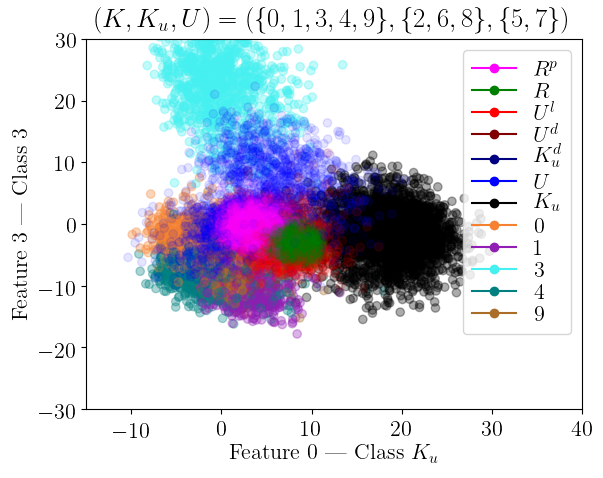 (K, K_u, U) = ({0, 1, 3, 4, 9}, {2, 6, 8}, {5, 7})
30
20
10
0
−10
−20
−30
Feature 3 — Class 3
−10
0
10
20
30
40
Feature 0 — Class K_u
R^p
R
U^l
U^d
K_u^d
U
K_u
0
1
3
4
9